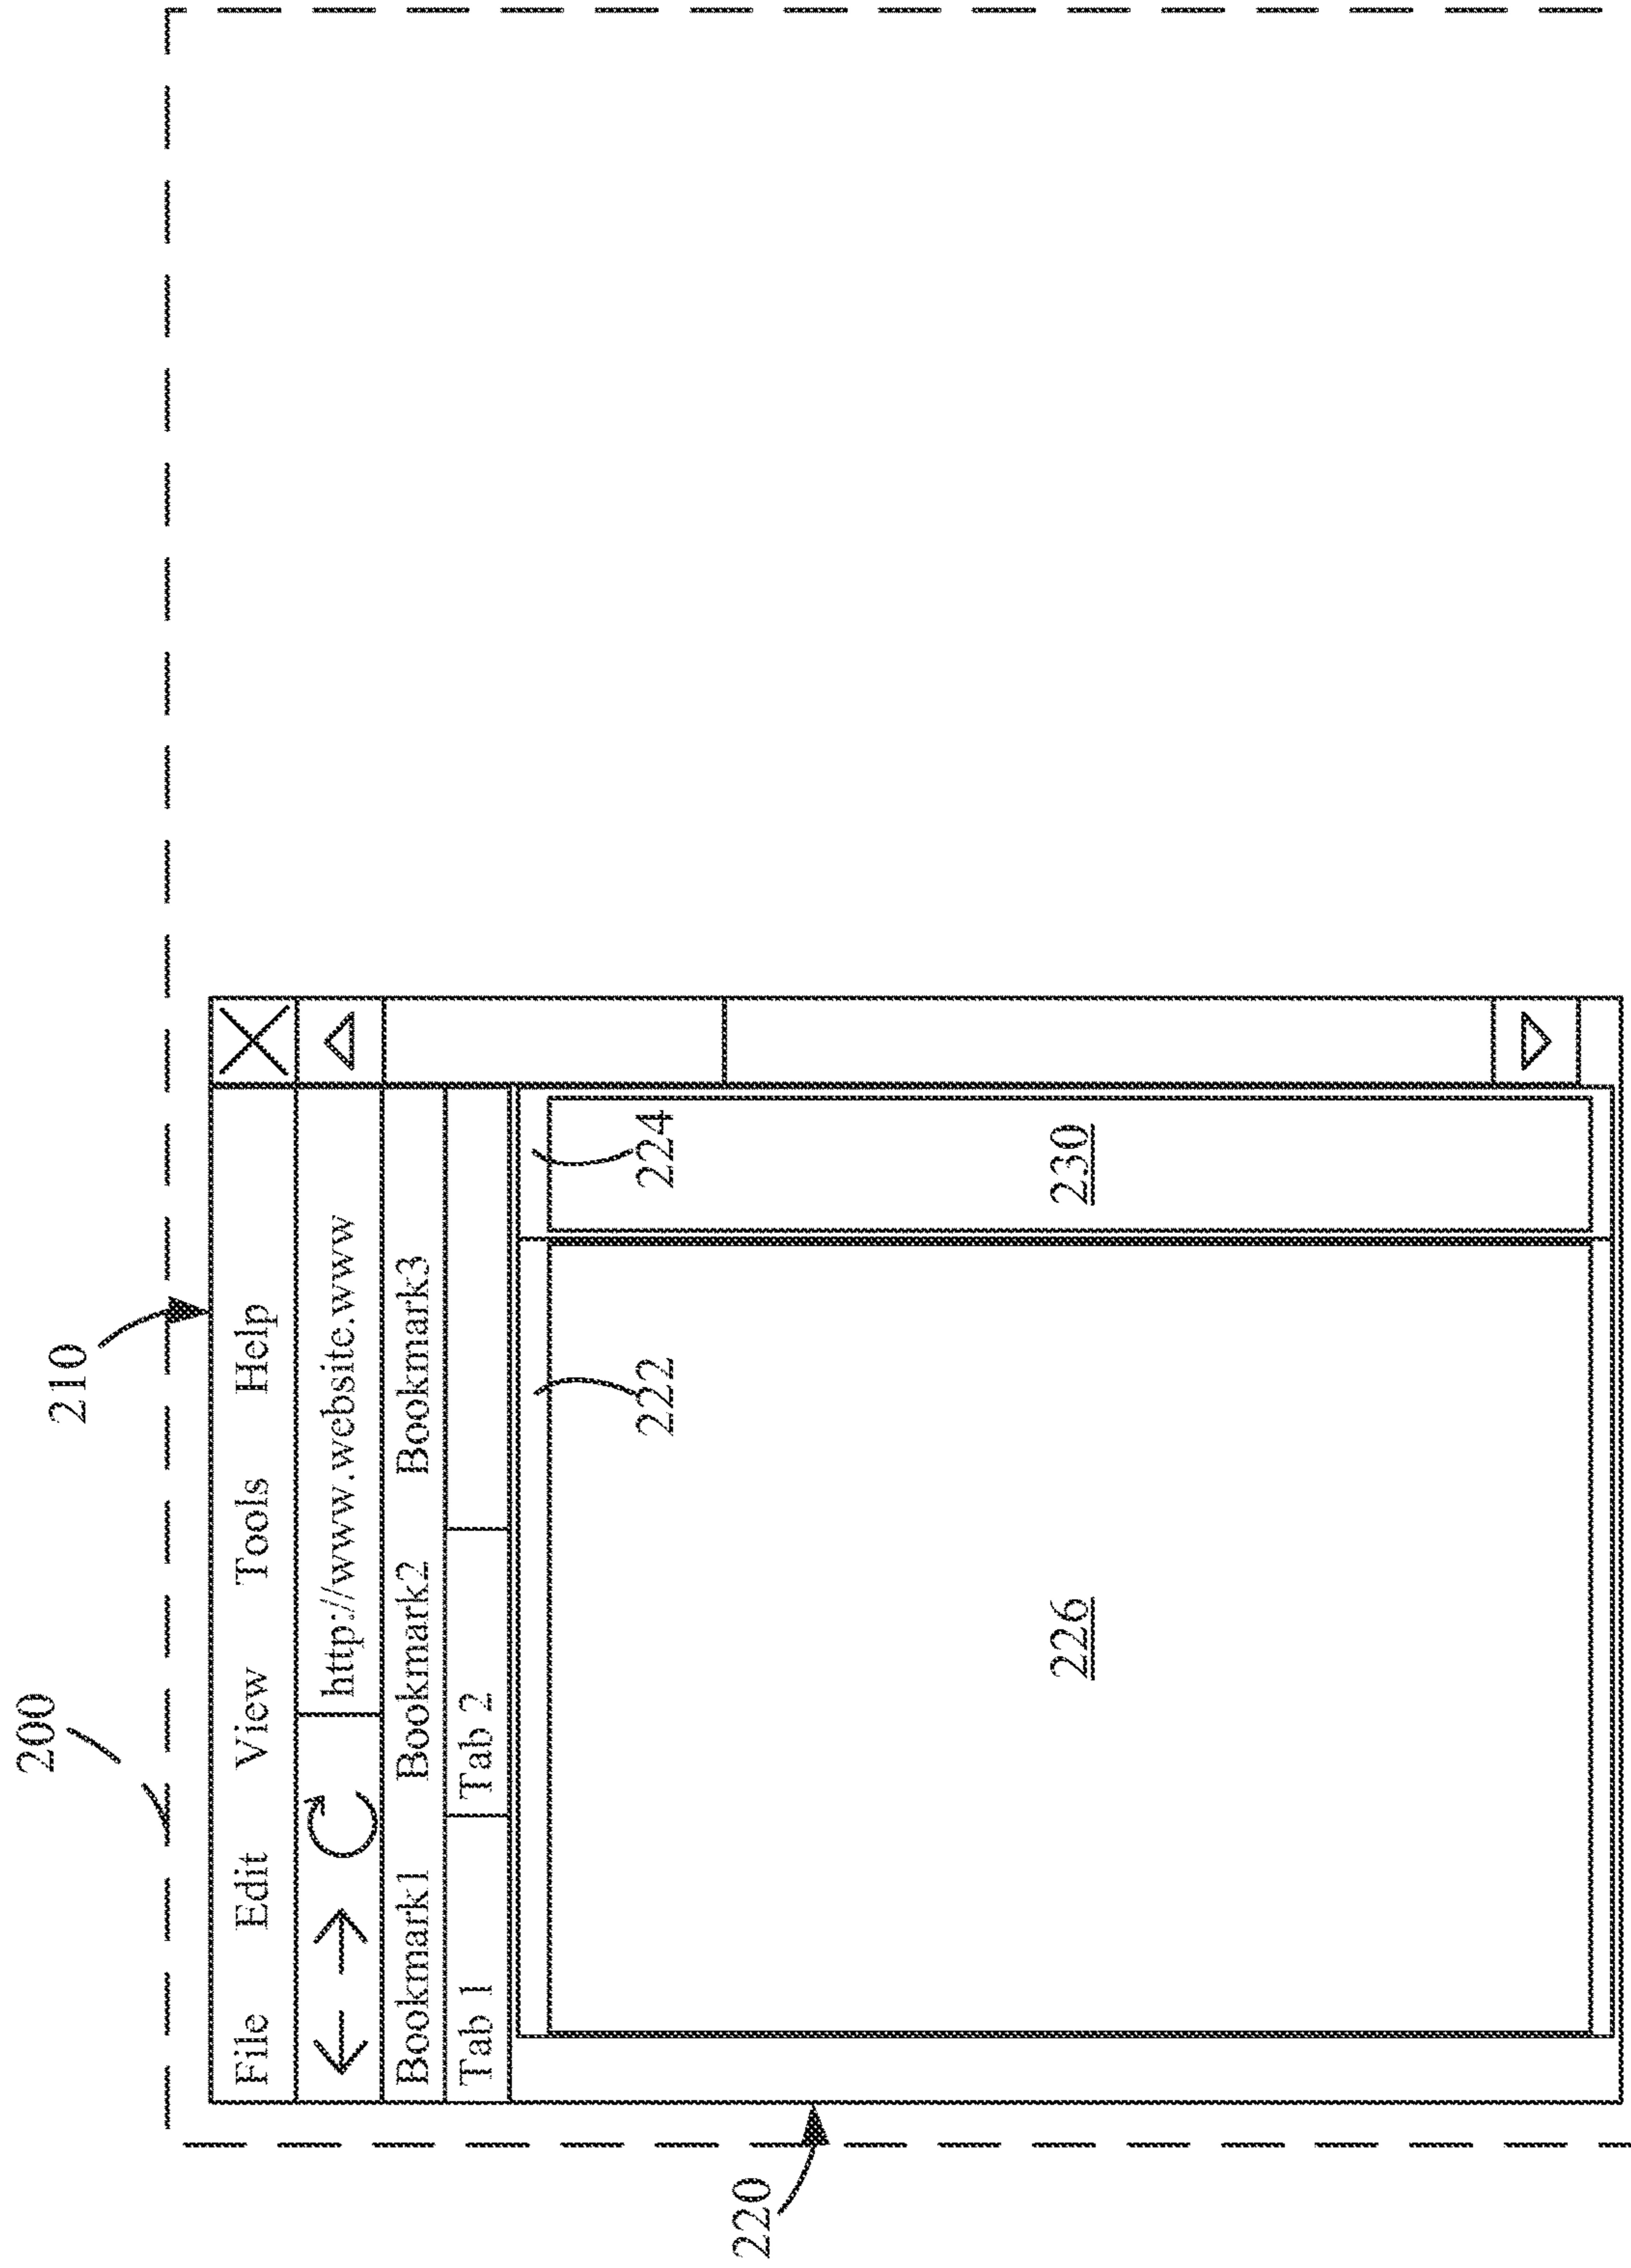 200
210
File Edit View Tools Help
http://www.website.www
Bookmark1 Bookmark2 Bookmark3
Tab 1 Tab 2
222
224
220
226
230